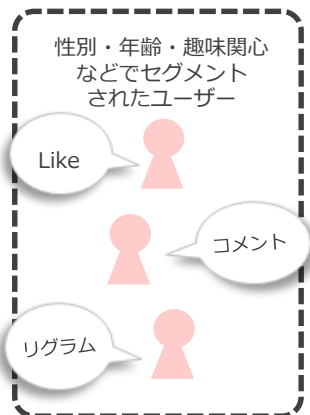 性別・年齢・趣味関心
などでセグメント
されたユーザー
Like
コメント
リグラム